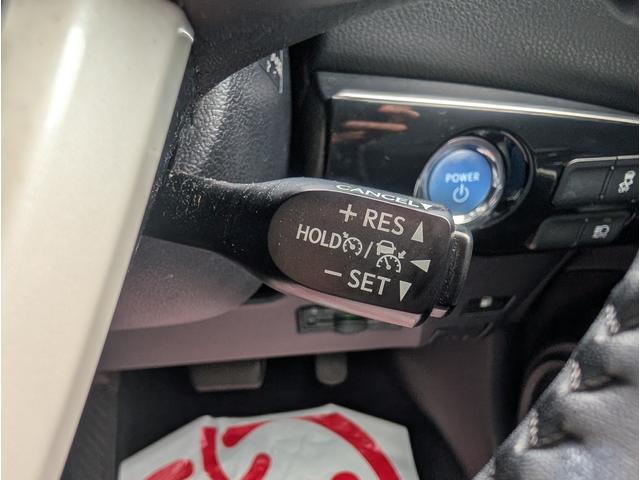 CANCEL
+ RES
HOLD /
- SET
POWER